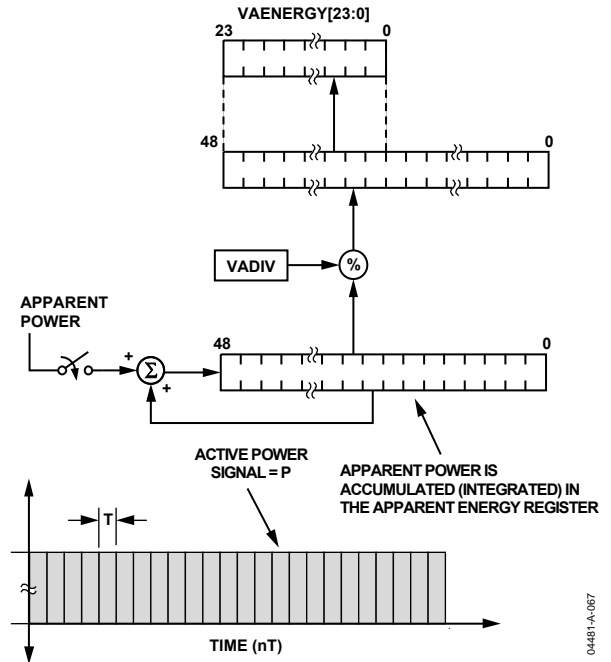 VAENERGY[23:0]
23 0
48 0
VADIV
%
APPARENT
POWER
48 0
+
Σ
+
ACTIVE POWER
SIGNAL = P
APPARENT POWER IS
ACCUMULATED (INTEGRATED) IN
THE APPARENT ENERGY REGISTER
T
TIME (nT)
04481-A-067